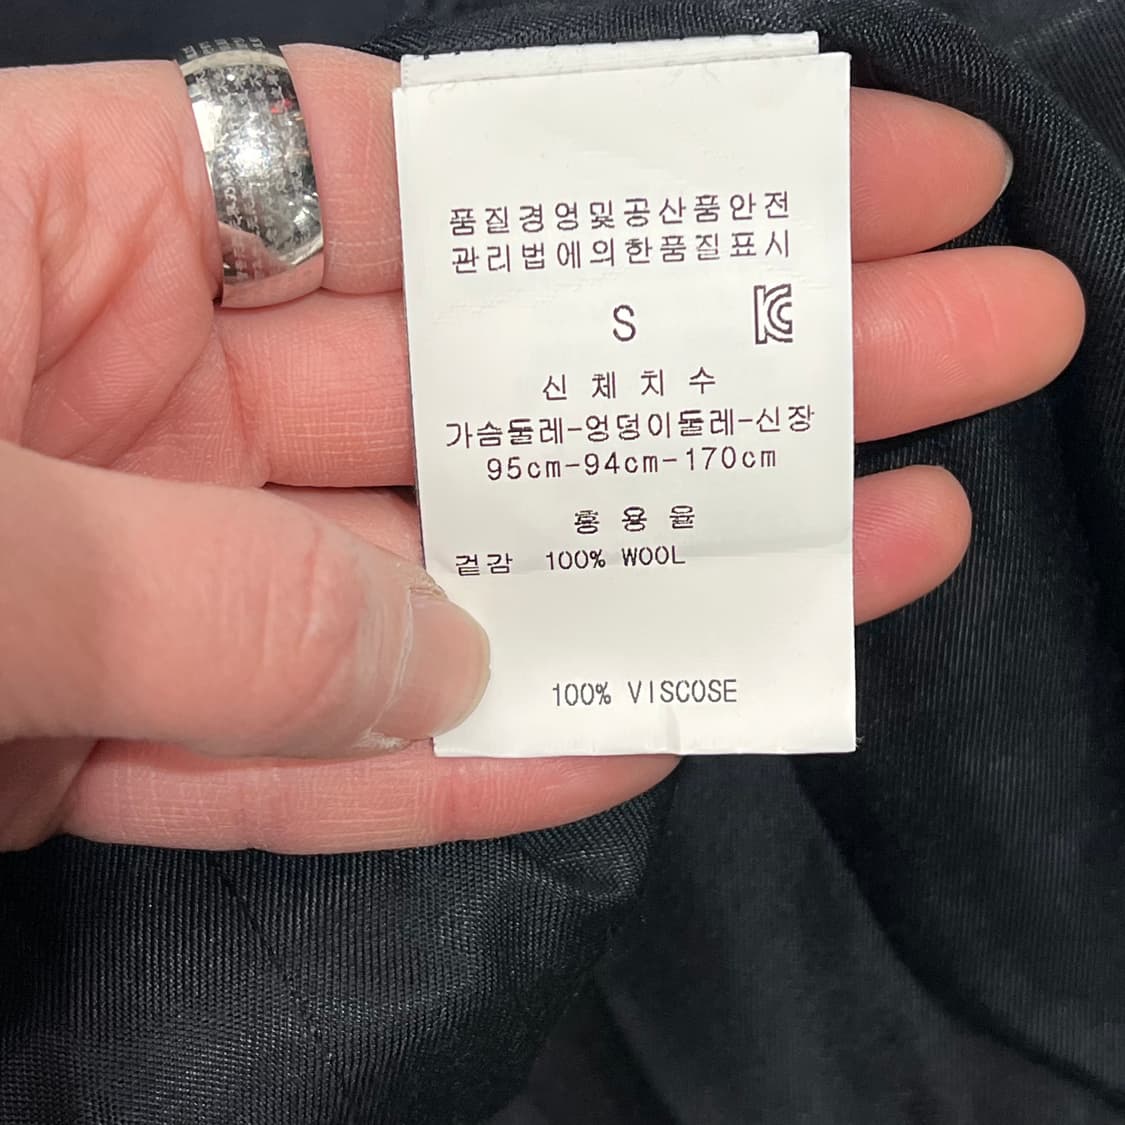 품질경영및공산품안전
관리법에의한품질표시
S
KC
신체치수
가슴둘레-엉덩이둘레-신장
95cm-94cm-170cm
홍용율
겉감 100% WOOL
100% VISCOSE